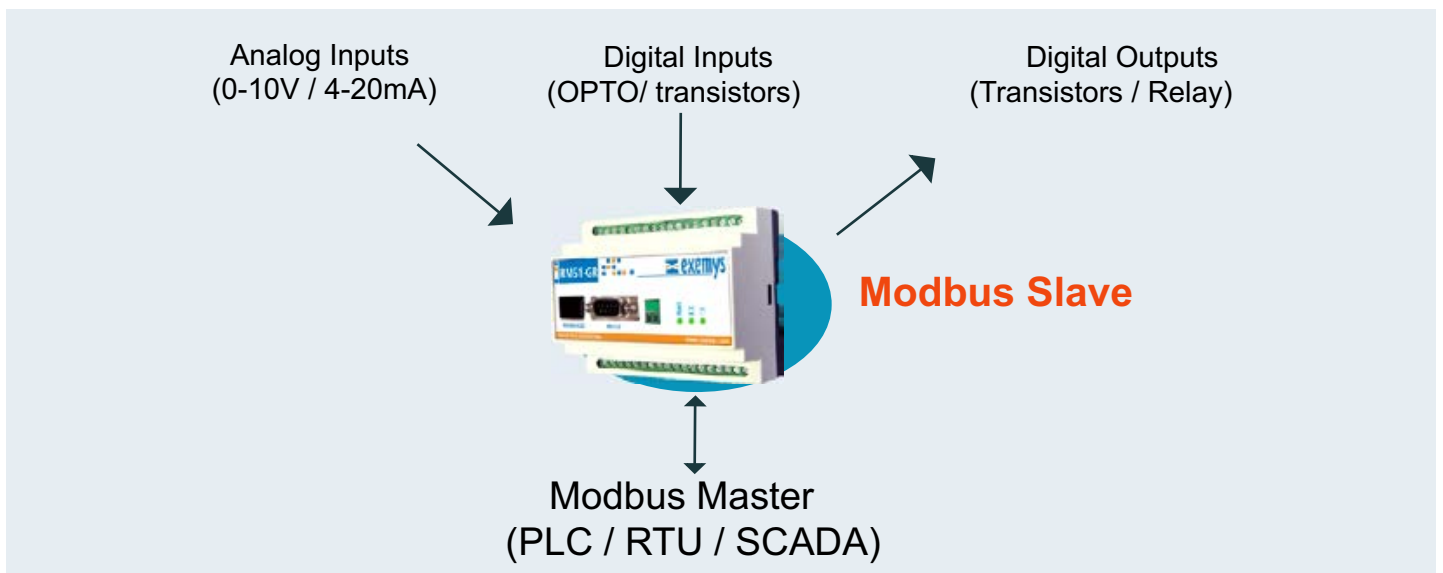 Analog Inputs
(0-10V / 4-20mA)
Digital Inputs
(OPTO/ transistors)
Digital Outputs
(Transistors / Relay)
exemys
Modbus Slave
Modbus Master
(PLC / RTU / SCADA)